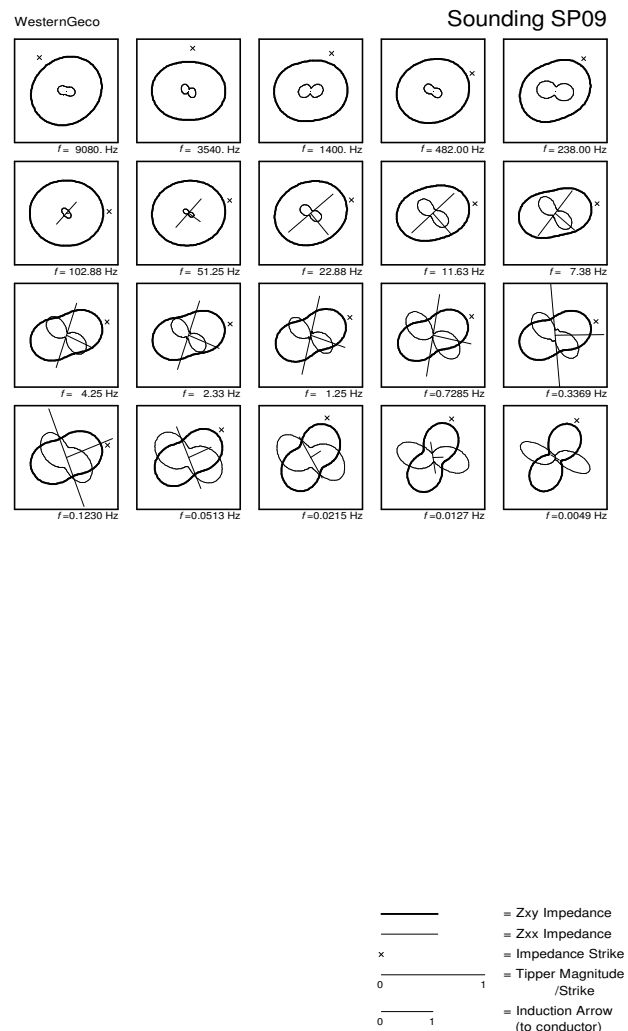 WesternGeco
Sounding SP09
f = 9080. Hz
f = 3540. Hz
f = 1400. Hz
f = 482.00 Hz
f = 238.00 Hz
f = 102.88 Hz
f = 51.25 Hz
f = 22.88 Hz
f = 11.63 Hz
f = 7.38 Hz
f = 4.25 Hz
f = 2.33 Hz
f = 1.25 Hz
f =0.7285 Hz
f =0.3369 Hz
f =0.1230 Hz
f =0.0513 Hz
f =0.0215 Hz
f =0.0127 Hz
f =0.0049 Hz
= Zxy Impedance
= Zxx Impedance
× = Impedance Strike
= Tipper Magnitude
0 1 /Strike
= Induction Arrow
0 1 (to conductor)